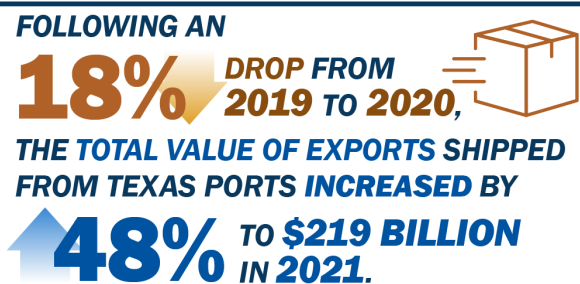 FOLLOWING AN
18% DROP FROM
2019 TO 2020,
THE TOTAL VALUE OF EXPORTS SHIPPED
FROM TEXAS PORTS INCREASED BY
48% TO $219 BILLION
IN 2021.